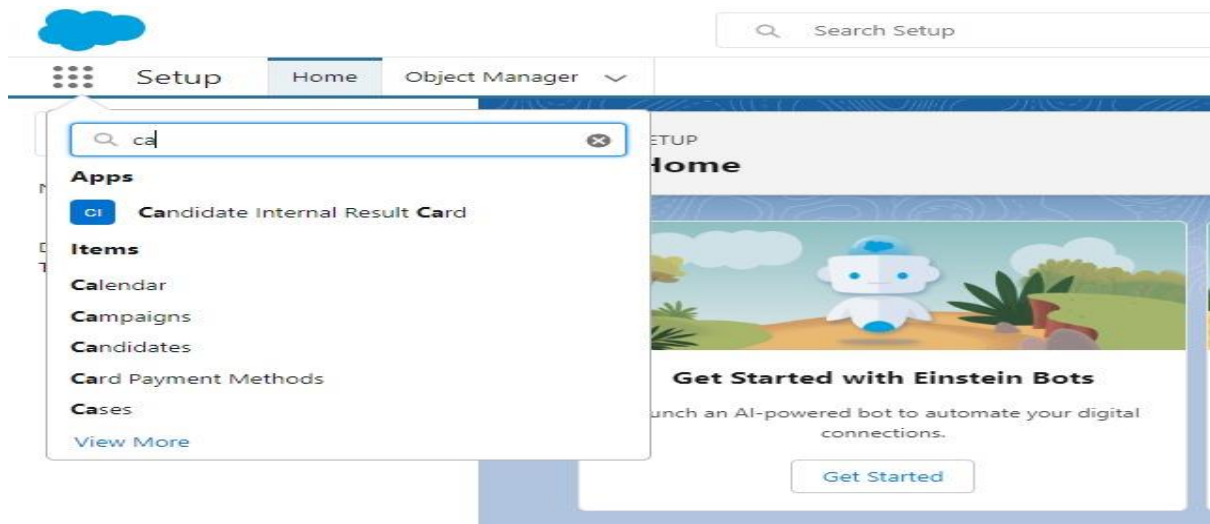 Search Setup
Setup Home Object Manager
ca
ETUP
Home
Apps
CI Candidate Internal Result Card
Items
Calendar
Campaigns
Candidates
Card Payment Methods
Cases
View More
Get Started with Einstein Bots
unch an AI-powered bot to automate your digital
connections.
Get Started